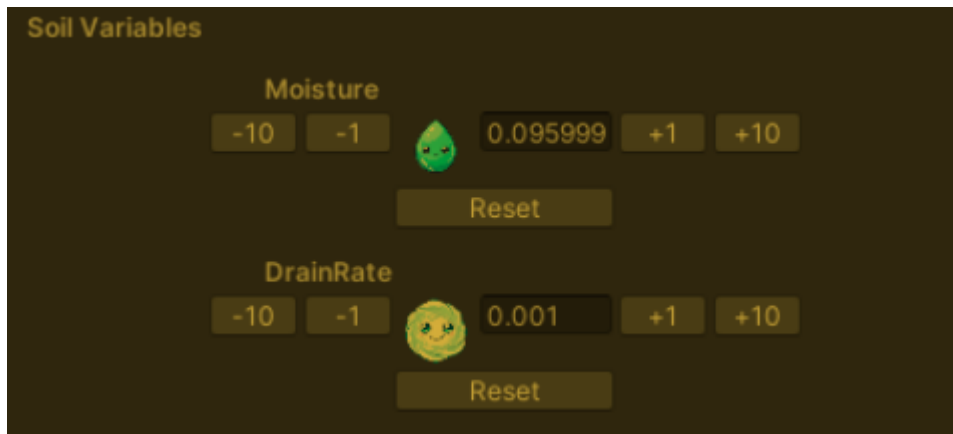 Soil Variables
Moisture
-10 -1 0.095999 +1 +10
Reset
DrainRate
-10 -1 0.001 +1 +10
Reset